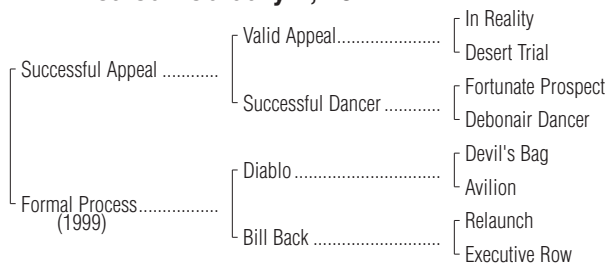 In Reality
Valid Appeal
Desert Trial
Successful Appeal
Fortunate Prospect
Successful Dancer
Debonair Dancer
Devil's Bag
Diablo
Avilion
Formal Process
(1999)
Relaunch
Bill Back
Executive Row